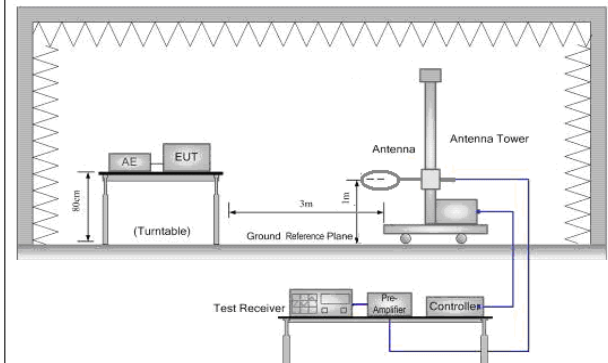 Antenna Tower
Antenna
AE
EUT
80cm
(Turntable)
3m
1m
Ground Reference Plane
Test Receiver
Pre-
Amplifier
Controller